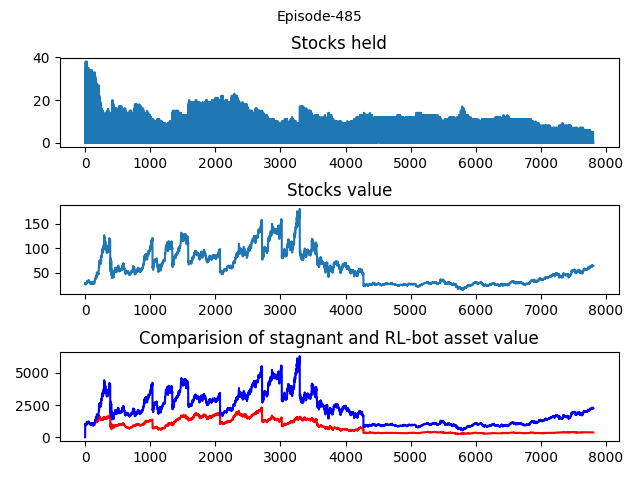 Episode-485
Stocks held
40
20
0
0 1000 2000 3000 4000 5000 6000 7000 8000
Stocks value
150
100
50
0 1000 2000 3000 4000 5000 6000 7000 8000
Comparision of stagnant and RL-bot asset value
5000
2500
0
0 1000 2000 3000 4000 5000 6000 7000 8000